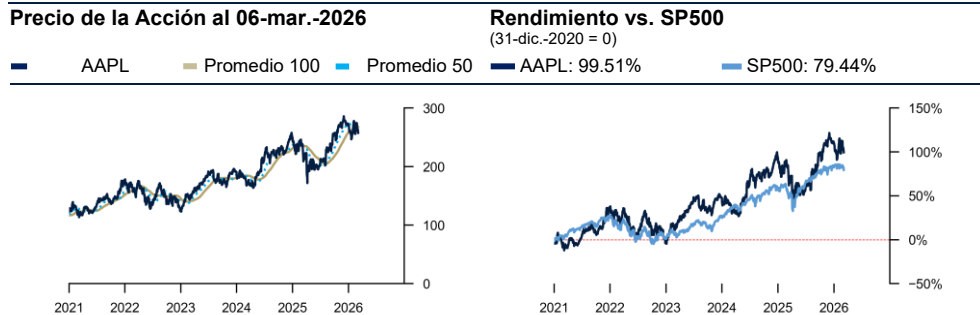 Precio de la Acción al 06-mar.-2026
AAPL
Promedio 100
Promedio 50
300
200
100
0
2021 2022 2023 2024 2025 2026
Rendimiento vs. SP500
(31-dic.-2020 = 0)
AAPL: 99.51%
SP500: 79.44%
150%
100%
50%
0%
−50%
2021 2022 2023 2024 2025 2026